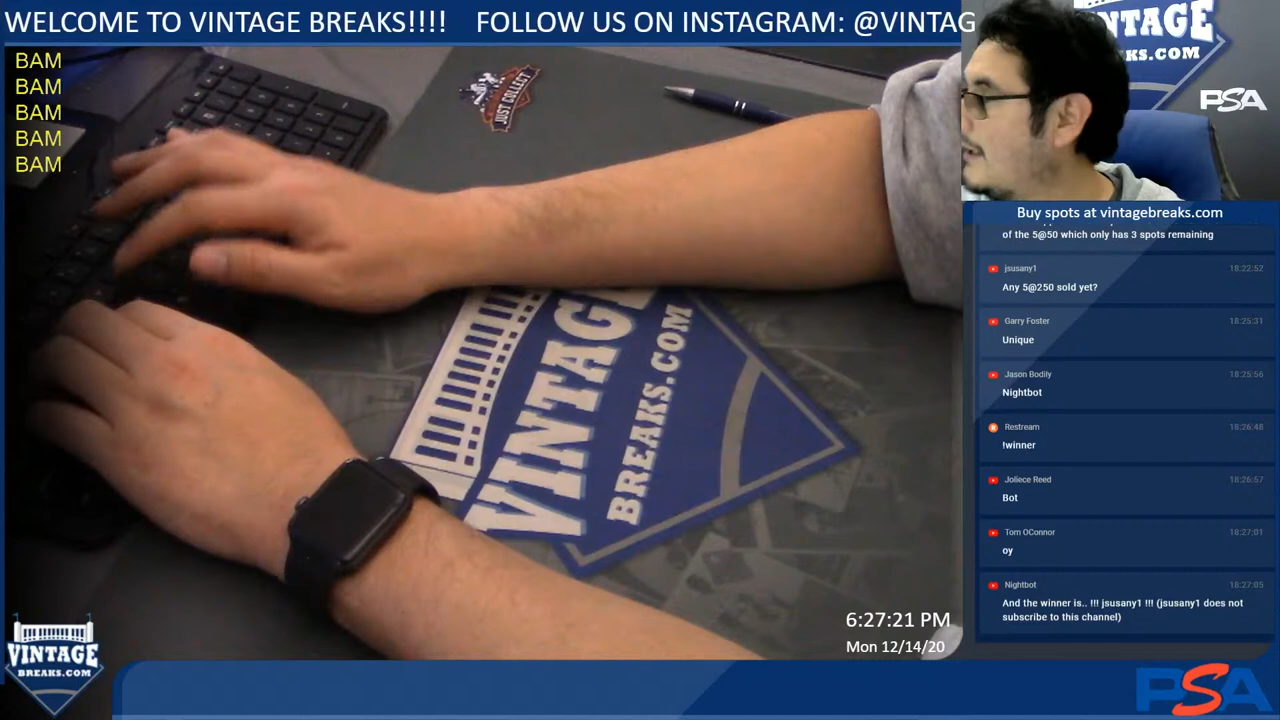 WELCOME TO VINTAGE BREAKS!!!! FOLLOW US ON INSTAGRAM: @VINTAG
BAM
BAM
BAM
BAM
BAM
JUST COLLECT
VINTAGE
BREAKS.COM
VINTAGE
KS.COM
PSA
Buy spots at vintagebreaks.com
of the 5@50 which only has 3 spots remaining
jsusany1 18:22:52
Any 5@250 sold yet?
Garry Foster 18:25:31
Unique
Jason Bodily 18:25:56
Nightbot
Restream 18:26:48
!winner
Joliece Reed 18:26:57
Bot
Tom OConnor 18:27:01
oy
Nightbot 18:27:05
And the winner is.. !!! jsusany1 !!! (jsusany1 does not
subscribe to this channel)
6:27:21 PM
Mon 12/14/20
VINTAGE
BREAKS.COM
PSA